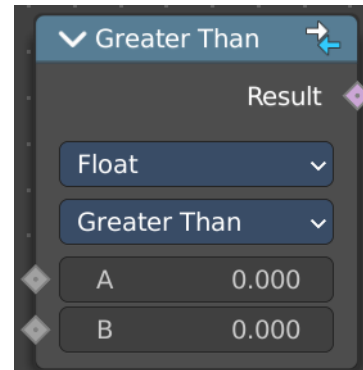 Greater Than
Result
Float
Greater Than
A 0.000
B 0.000